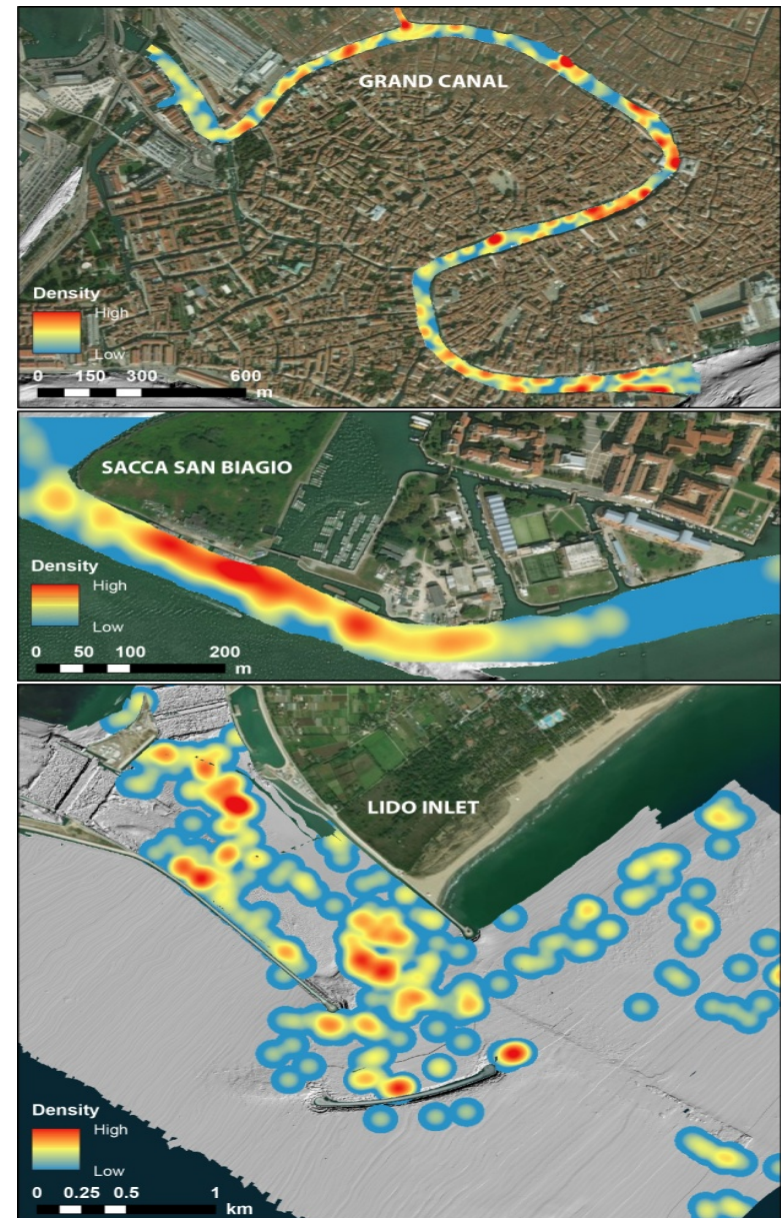 GRAND CANAL
Density
High
Low
0 150 300 600
m
SACCA SAN BIAGIO
Density
High
Low
0 50 100 200
m
LIDO INLET
Density
High
Low
0 0.25 0.5 1
km